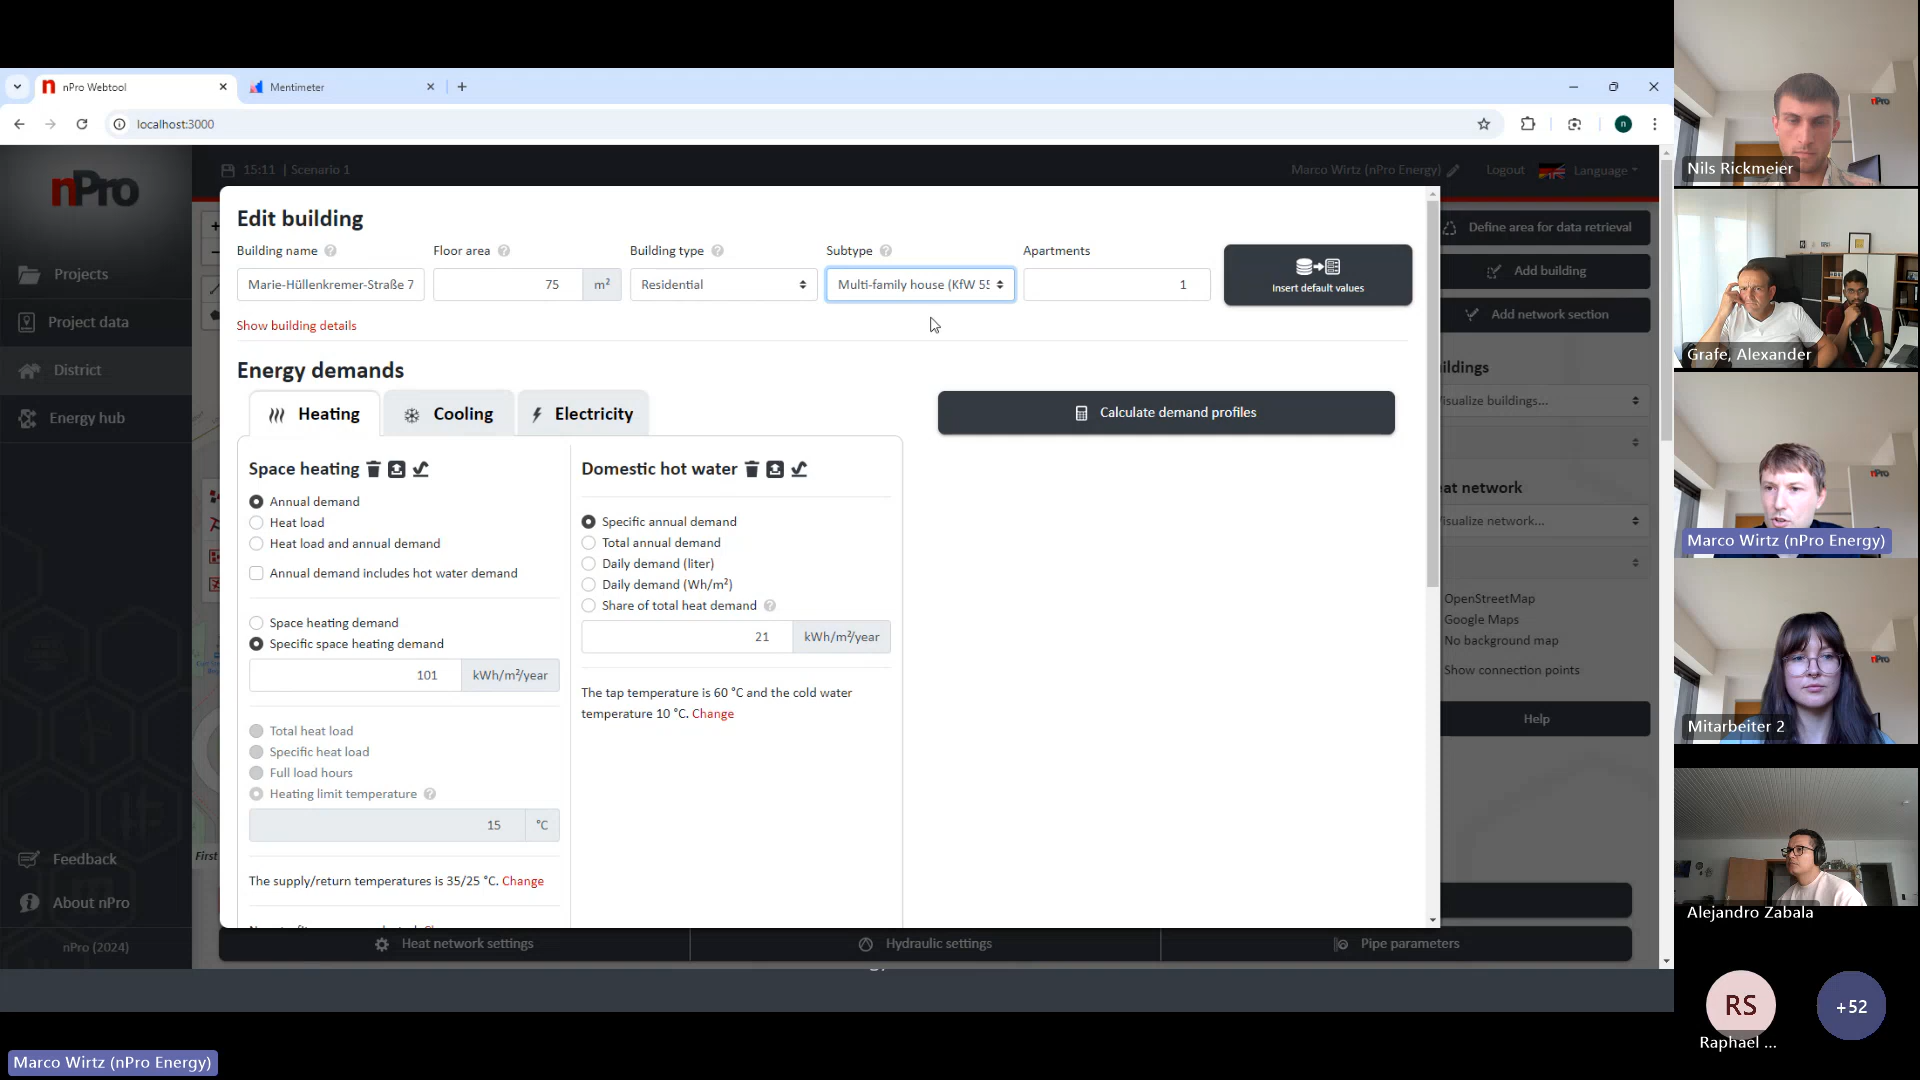 nPro Webtool
Mentimeter
localhost:3000
n
nPro
15:11 | Scenario 1
Marco Wirtz (nPro Energy)
Logout
Language
Projects
Project data
District
Energy hub
Feedback
About nPro
nPro (2024)
Edit building
Building name
Floor area
Building type
Subtype
Apartments
Marie-Hüllenkremer-Straße 7
75 m²
Residential
Multi-family house (KfW 55
1
Insert default values
Show building details
Energy demands
Heating
Cooling
Electricity
Calculate demand profiles
Space heating
Annual demand
Heat load
Heat load and annual demand
Annual demand includes hot water demand
Space heating demand
Specific space heating demand
101 kWh/m²/year
Total heat load
Specific heat load
Full load hours
Heating limit temperature
15 °C
The supply/return temperatures is 35/25 °C. Change
Domestic hot water
Specific annual demand
Total annual demand
Daily demand (liter)
Daily demand (Wh/m²)
Share of total heat demand
21 kWh/m²/year
The tap temperature is 60 °C and the cold water
temperature 10 °C. Change
Define area for data retrieval
Add building
Add network section
ildings
isualize buildings...
at network
isualize network...
OpenStreetMap
Google Maps
No background map
Show connection points
Help
First
Heat network settings
Hydraulic settings
Pipe parameters
Nils Rickmeier
Grafe, Alexander
Marco Wirtz (nPro Energy)
Mitarbeiter 2
Alejandro Zabala
RS
Raphael ...
+52
Marco Wirtz (nPro Energy)